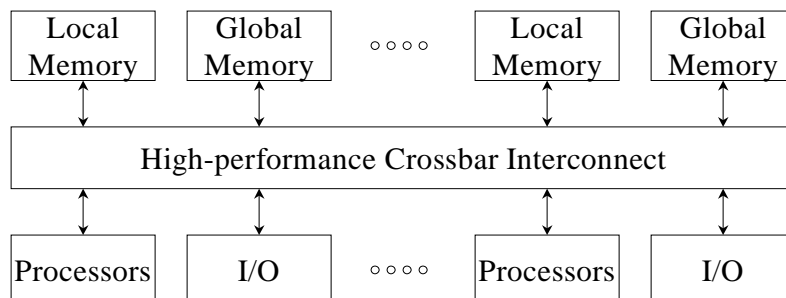 Local
Memory
Global
Memory
Local
Memory
Global
Memory
High-performance Crossbar Interconnect
Processors
I/O
Processors
I/O